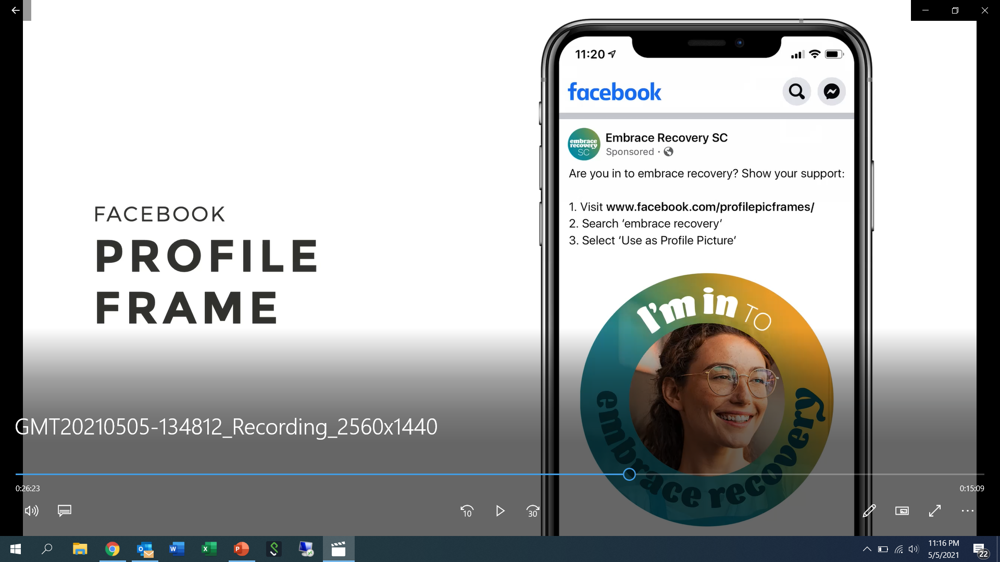 11:20
facebook
embrace
recovery
SC
Embrace Recovery SC
Sponsored ·
Are you in to embrace recovery? Show your support:
1. Visit www.facebook.com/profilepicframes/
2. Search ‘embrace recovery’
3. Select ‘Use as Profile Picture’
FACEBOOK
PROFILE
FRAME
I'm in TO
embrace recovery
GMT20210505-134812_Recording_2560x1440
0:26:23
0:15:09
10
30
11:16 PM
5/5/2021
22